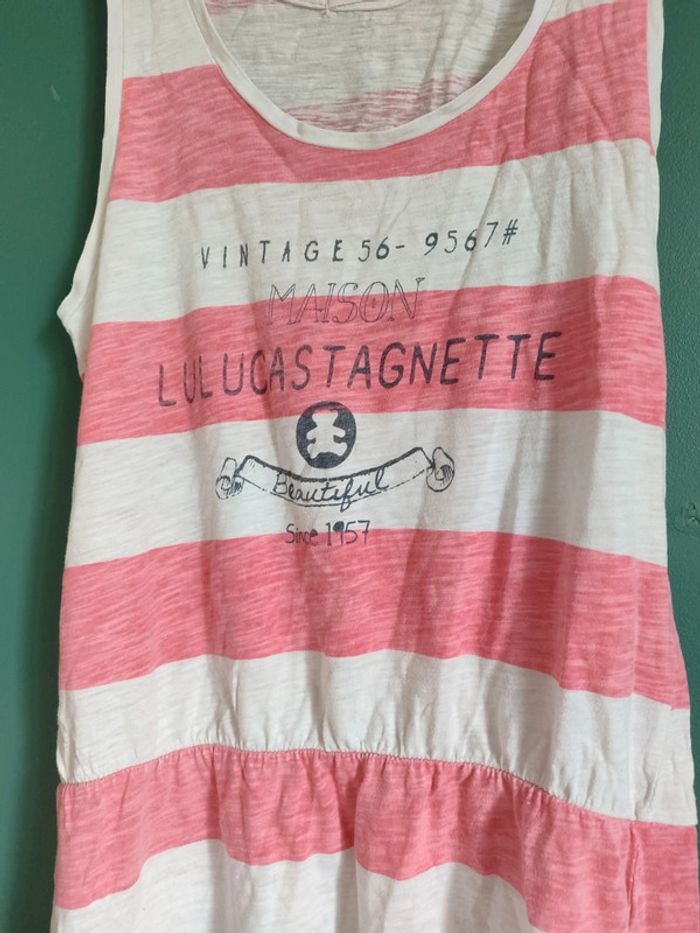 VINTAGE 56- 9567#
MAISON
LULUCASTAGNETTE
Beautiful
Since 1957